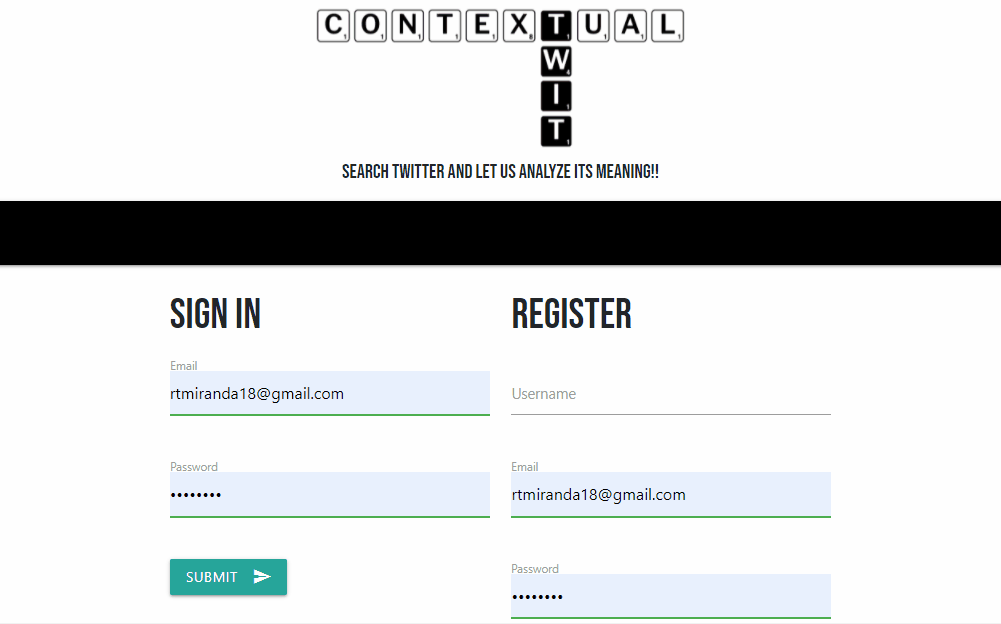 CONTEXTUAL
TWIT
SEARCH TWITTER AND LET US ANALYZE ITS MEANING!!
SIGN IN
Email
rtmiranda18@gmail.com
Password
••••••••
SUBMIT
REGISTER
Username
Email
rtmiranda18@gmail.com
Password
••••••••